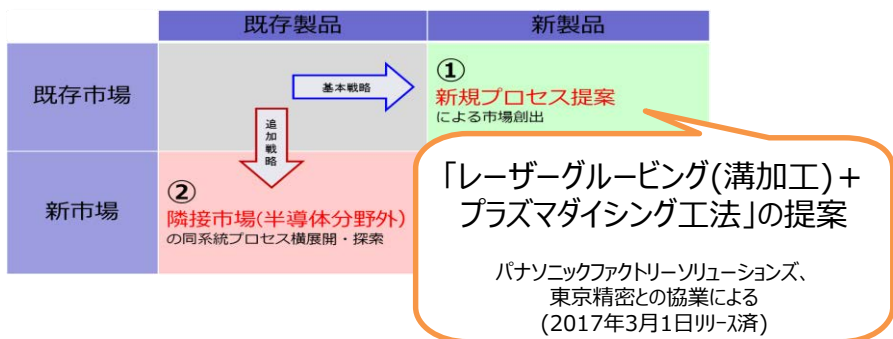 既存製品
新製品
既存市場
基本戦略
①
新規プロセス提案
による市場創出
追
加
戦
略
新市場
②
隣接市場(半導体分野外)
の同系統プロセス横展開・探索
「レーザーグルービング(溝加工)＋
プラズマダイシング工法」の提案
パナソニックファクトリーソリューションズ、
東京精密との協業による
(2017年3月1日ﾘﾘｰｽ済)